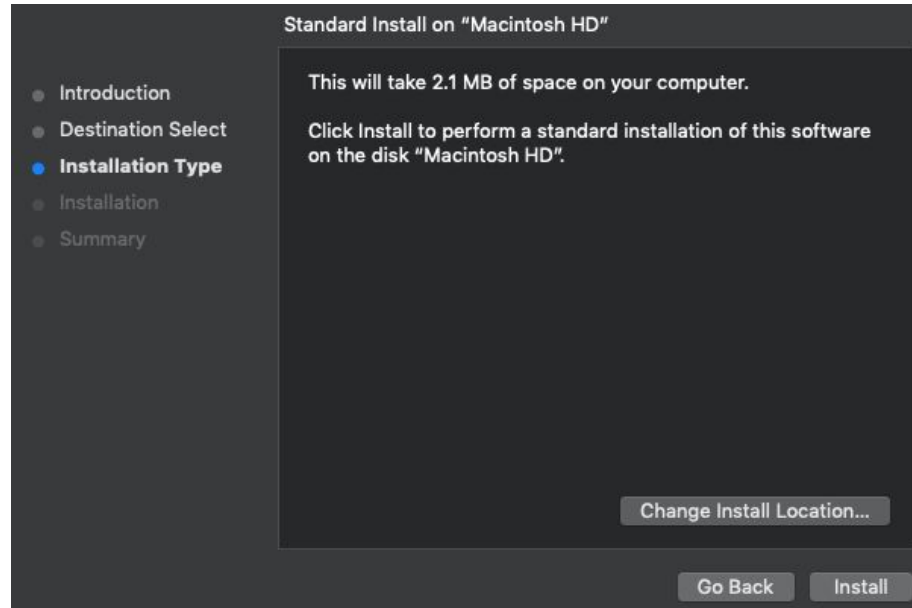 Standard Install on “Macintosh HD”
Introduction
Destination Select
Installation Type
Installation
Summary
This will take 2.1 MB of space on your computer.
Click Install to perform a standard installation of this software
on the disk “Macintosh HD”.
Change Install Location...
Go Back
Install